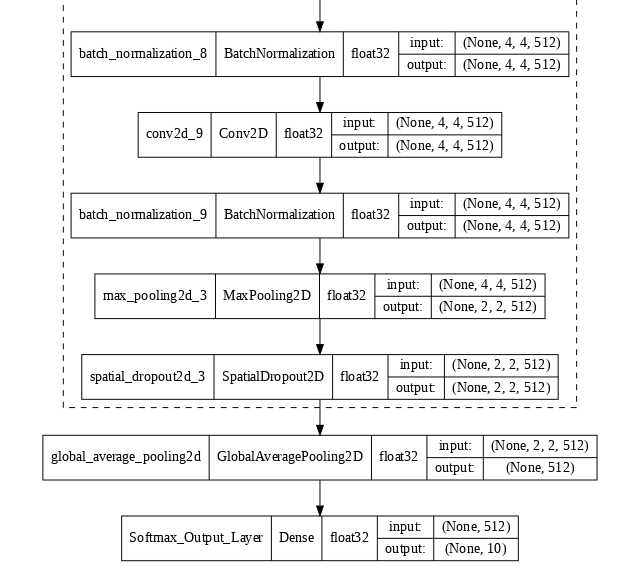 batch_normalization_8 BatchNormalization float32 input: (None, 4, 4, 512)
output: (None, 4, 4, 512)
conv2d_9 Conv2D float32 input: (None, 4, 4, 512)
output: (None, 4, 4, 512)
batch_normalization_9 BatchNormalization float32 input: (None, 4, 4, 512)
output: (None, 4, 4, 512)
max_pooling2d_3 MaxPooling2D float32 input: (None, 4, 4, 512)
output: (None, 2, 2, 512)
spatial_dropout2d_3 SpatialDropout2D float32 input: (None, 2, 2, 512)
output: (None, 2, 2, 512)
global_average_pooling2d GlobalAveragePooling2D float32 input: (None, 2, 2, 512)
output: (None, 512)
Softmax_Output_Layer Dense float32 input: (None, 512)
output: (None, 10)